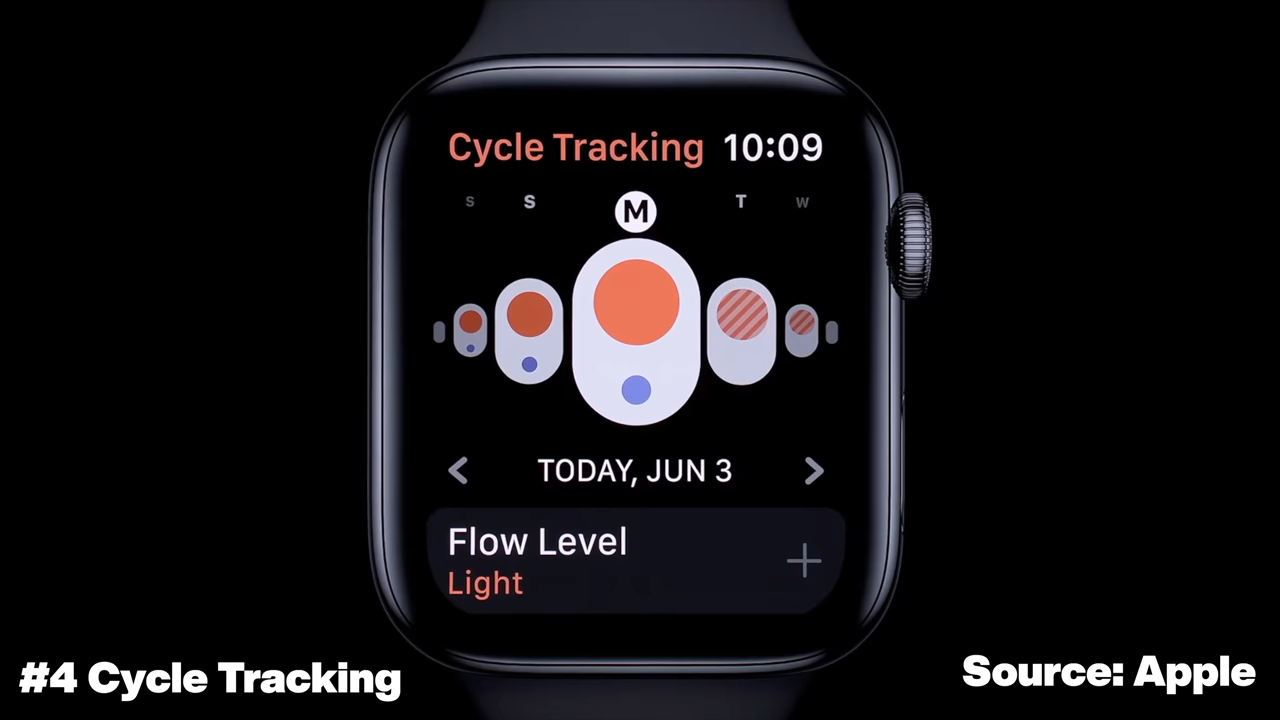 Cycle Tracking 10:09
S S M T W
TODAY, JUN 3
Flow Level
Light
#4 Cycle Tracking
Source: Apple